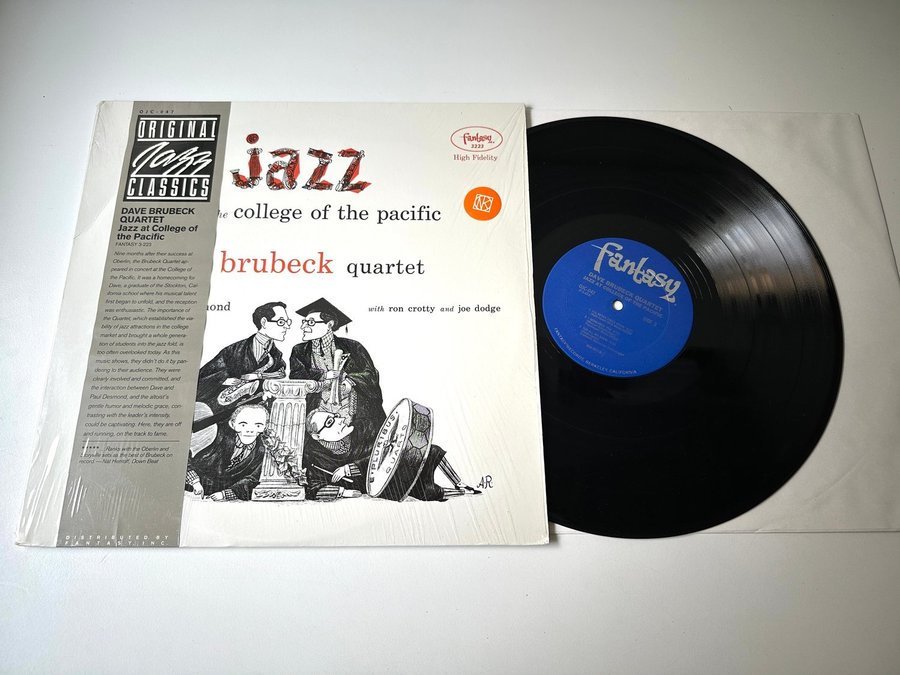 OJC-047
ORIGINAL
Jazz
CLASSICS
DAVE BRUBECK
QUARTET
Jazz at College of
the Pacific
FANTASY 3-223
Nine months after their success at
Oberlin, the Brubeck Quartet ap-
peared in concert at the College of
the Pacific. It was a homecoming for
Dave, a graduate of the Stockton, Cali-
fornia school where his musical talent
first began to unfold, and the reception
was enthusiastic. The importance of
the Quartet, which established the via-
bility of jazz attractions in the college
market and brought a whole genera-
tion of students into the jazz fold, is
too often overlooked today. As this
music shows, they didn't do it by pan-
dering to their audience. They were
clearly involved and committed, and
the interaction between Dave and
Paul Desmond, and the altoist's
gentle humor and melodic grace, con-
trasting with the leader's intensity,
could be captivating. Here, they are off
and running, on the track to fame.
Ranks with the Oberlin and
Storyville sets as the best of Brubeck on
record — Nat Hentoff, Down Beat
DISTRIBUTED BY
FANTASY, INC.
jazz
the college of the pacific
brubeck quartet
mond
with ron crotty and joe dodge
fantasy
3223
High Fidelity
PLURIBUS
QUARTS
AR
fantasy
DAVE BRUBECK QUARTET
JAZZ AT COLLEGE OF THE PACIFIC
OJC-047
FANTASY RECORDS, BERKELEY, CALIFORNIA